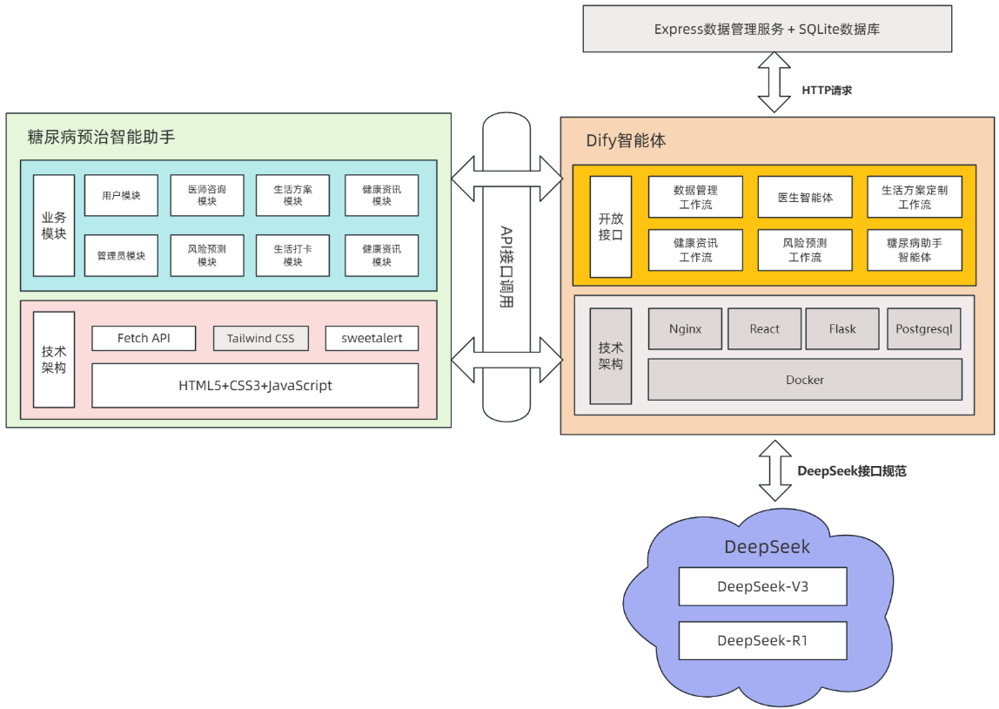 Express数据管理服务 + SQLite数据库
HTTP请求
糖尿病预治智能助手
业务
模块
用户模块
医师咨询
模块
生活方案
模块
健康资讯
模块
管理员模块
风险预测
模块
生活打卡
模块
健康资讯
模块
技术
架构
Fetch API
Tailwind CSS
sweetalert
HTML5+CSS3+JavaScript
API接口调用
Dify智能体
开放
接口
数据管理
工作流
医生智能体
生活方案定制
工作流
健康资讯
工作流
风险预测
工作流
糖尿病助手
智能体
技术
架构
Nginx
React
Flask
Postgresql
Docker
DeepSeek接口规范
DeepSeek
DeepSeek-V3
DeepSeek-R1